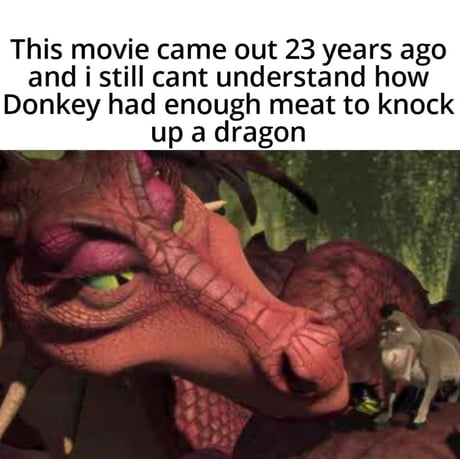 This movie came out 23 years ago
and i still cant understand how
Donkey had enough meat to knock
up a dragon